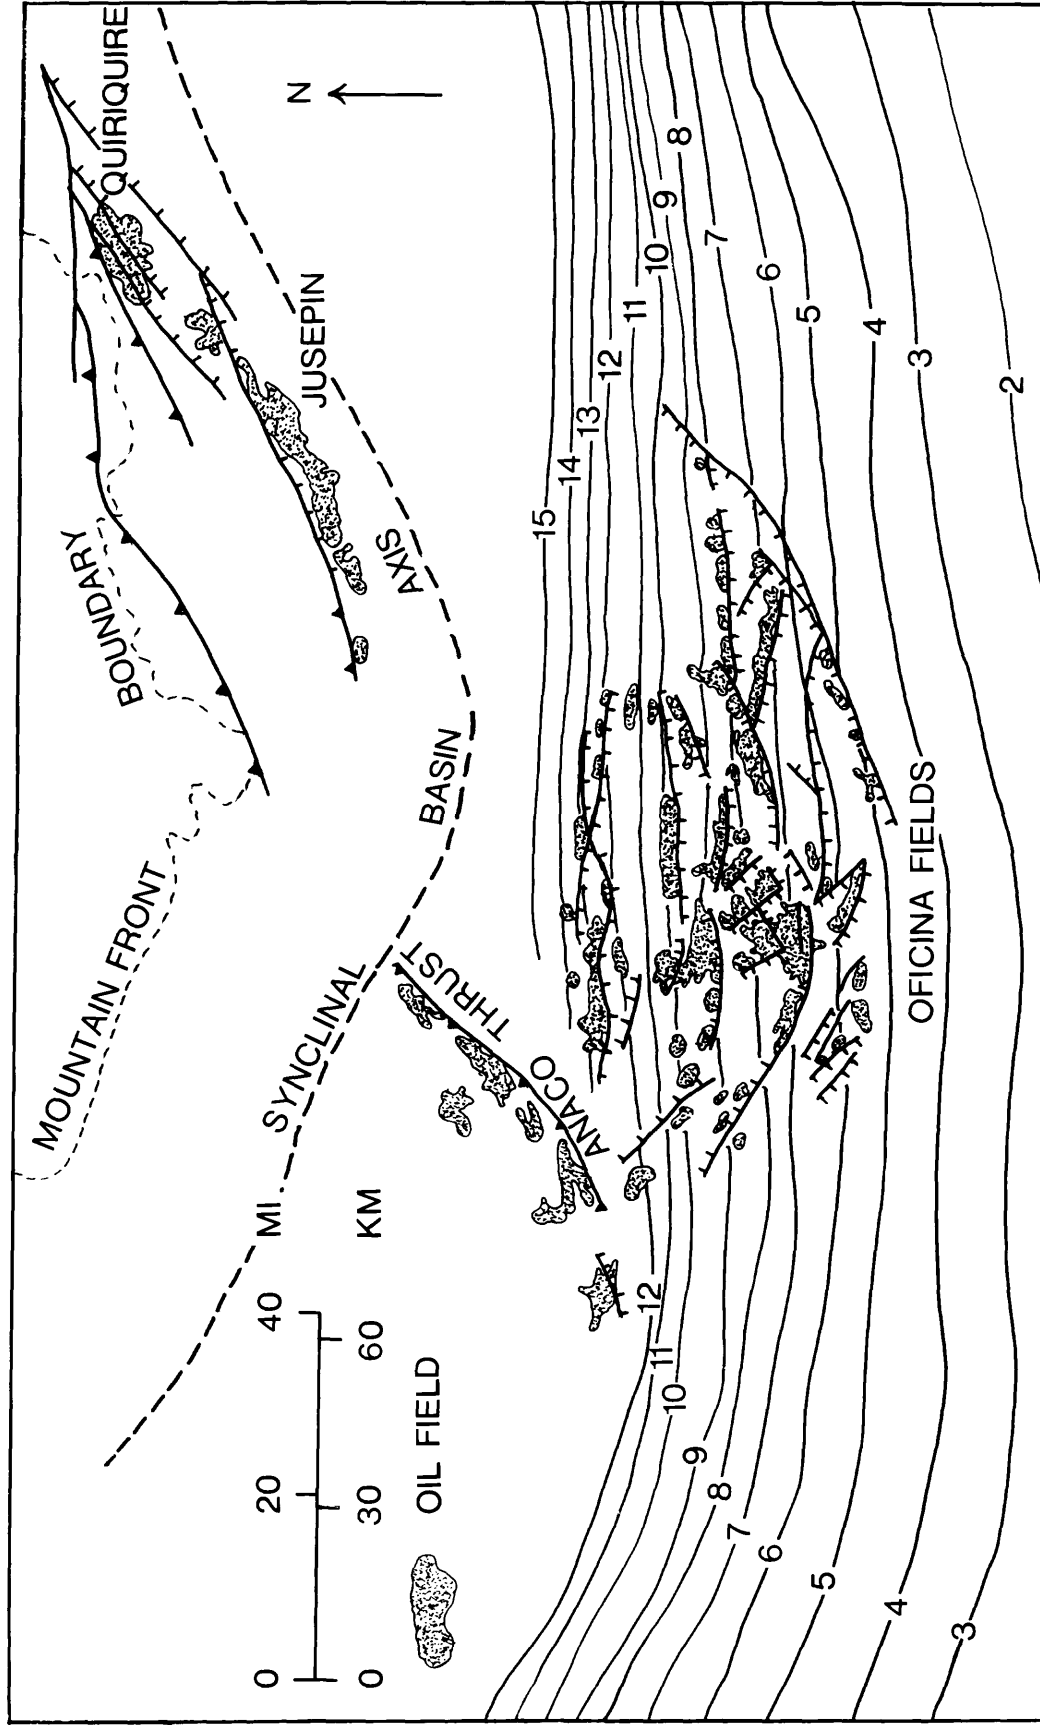 MOUNTAIN FRONT
BOUNDARY
QUIRIQUIRE
N
JUSEPIN
SYNCLINAL
BASIN
AXIS
0 20 40 MI.
0 30 60 KM
OIL FIELD
ANACO
THRUST
15
14
13
12
11
10
9
8
7
6
5
4
3
2
12
11
10
9
8
7
6
5
4
3
OFICINA FIELDS